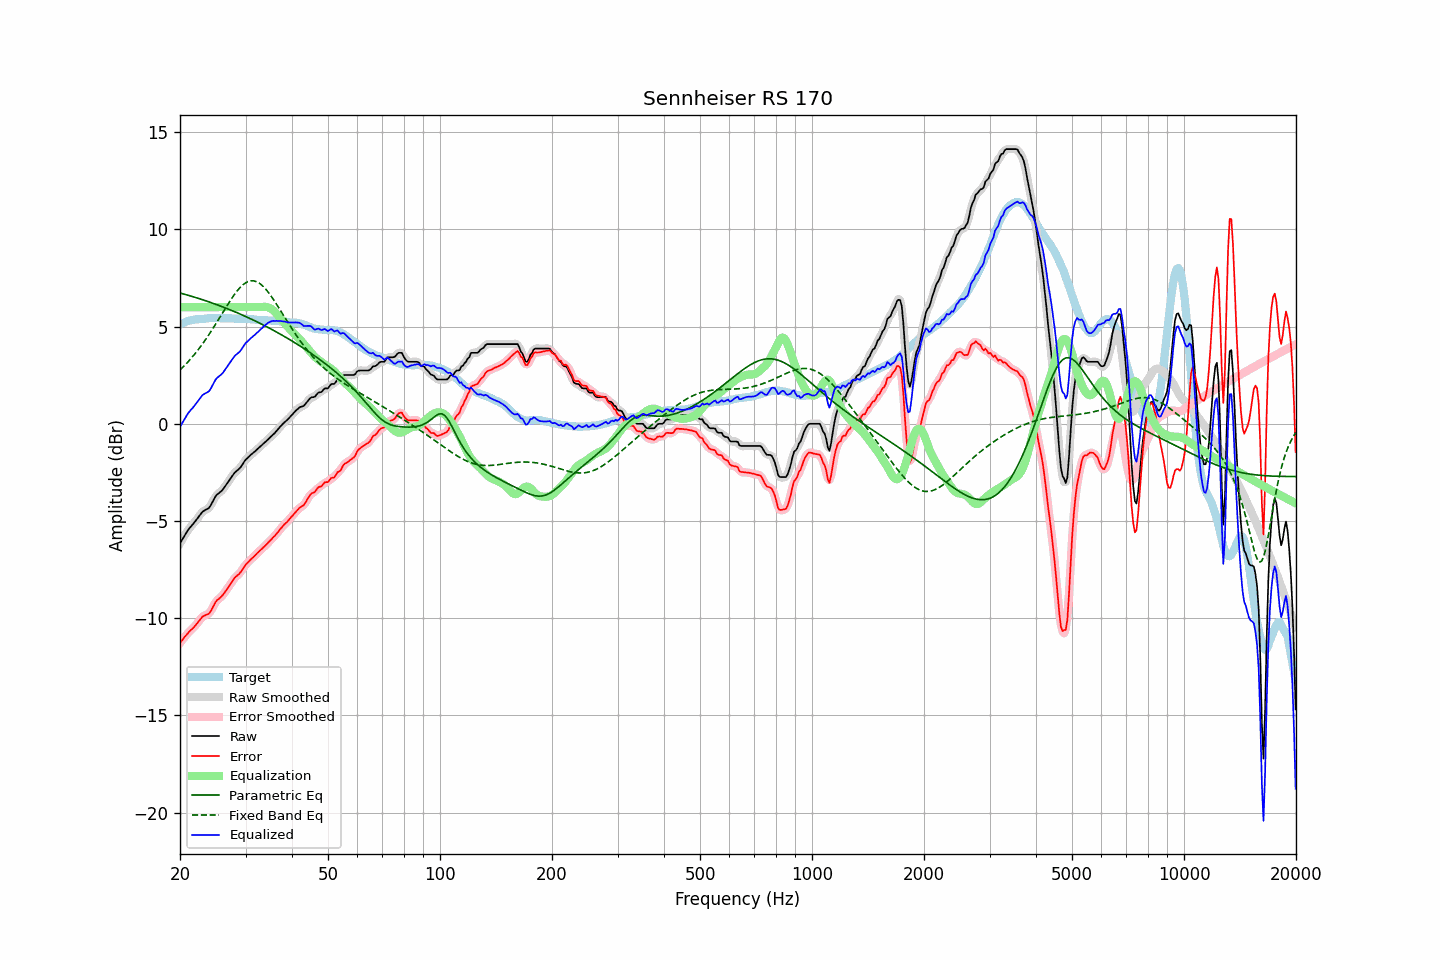 Sennheiser RS 170
15
10
5
0
−5
−10
−15
−20
Amplitude (dBr)
Target
Raw Smoothed
Error Smoothed
Raw
Error
Equalization
Parametric Eq
Fixed Band Eq
Equalized
20
50
100
200
500
1000
2000
5000
10000
20000
Frequency (Hz)